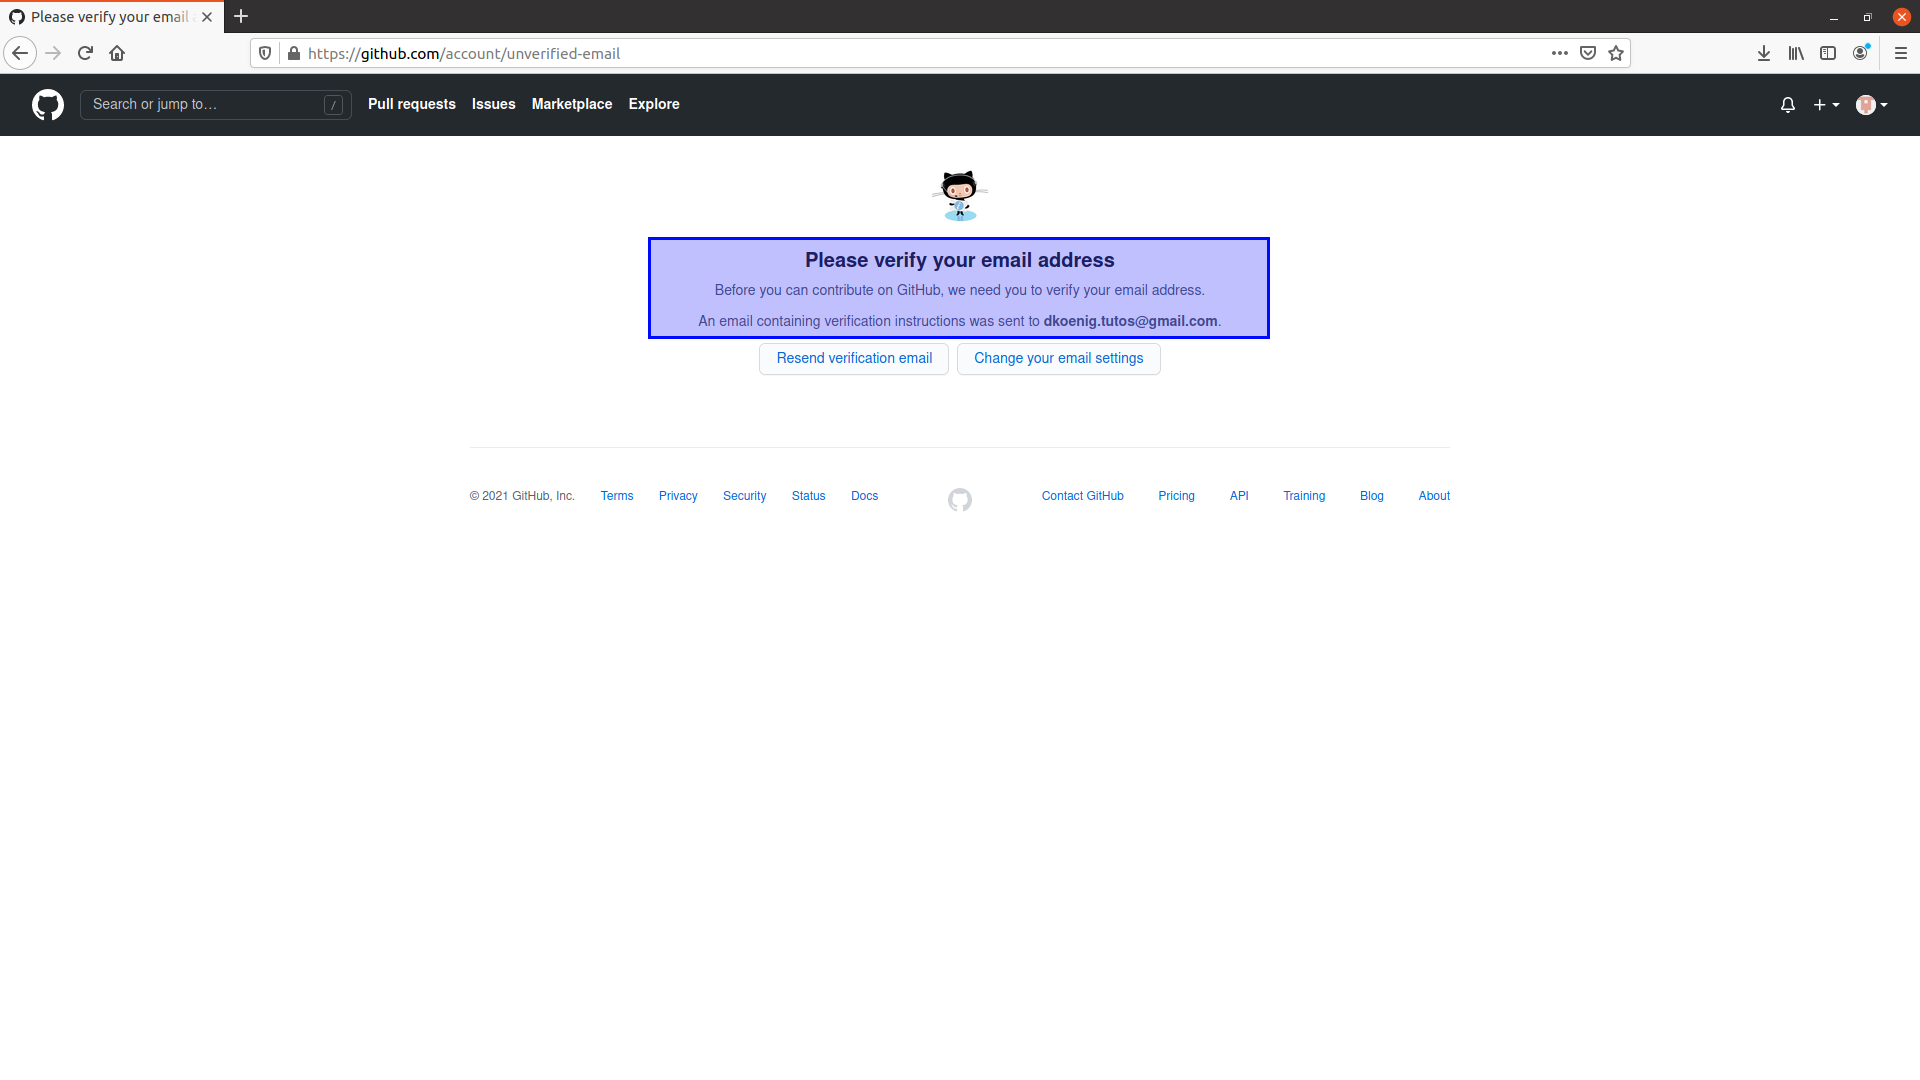 Please verify your email
https://github.com/account/unverified-email
Search or jump to… /
Pull requests Issues Marketplace Explore
Please verify your email address
Before you can contribute on GitHub, we need you to verify your email address.
An email containing verification instructions was sent to dkoenig.tutos@gmail.com.
Resend verification email Change your email settings
© 2021 GitHub, Inc. Terms Privacy Security Status Docs Contact GitHub Pricing API Training Blog About